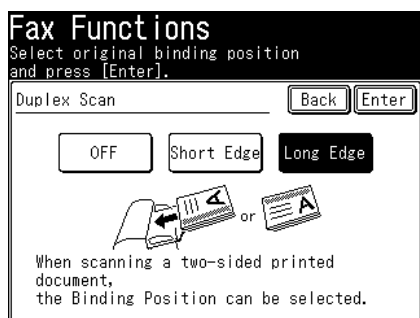 Fax Functions
Select original binding position
and press [Enter].
Duplex Scan Back Enter
OFF Short Edge Long Edge
A or A
When scanning a two-sided printed
document,
the Binding Position can be selected.